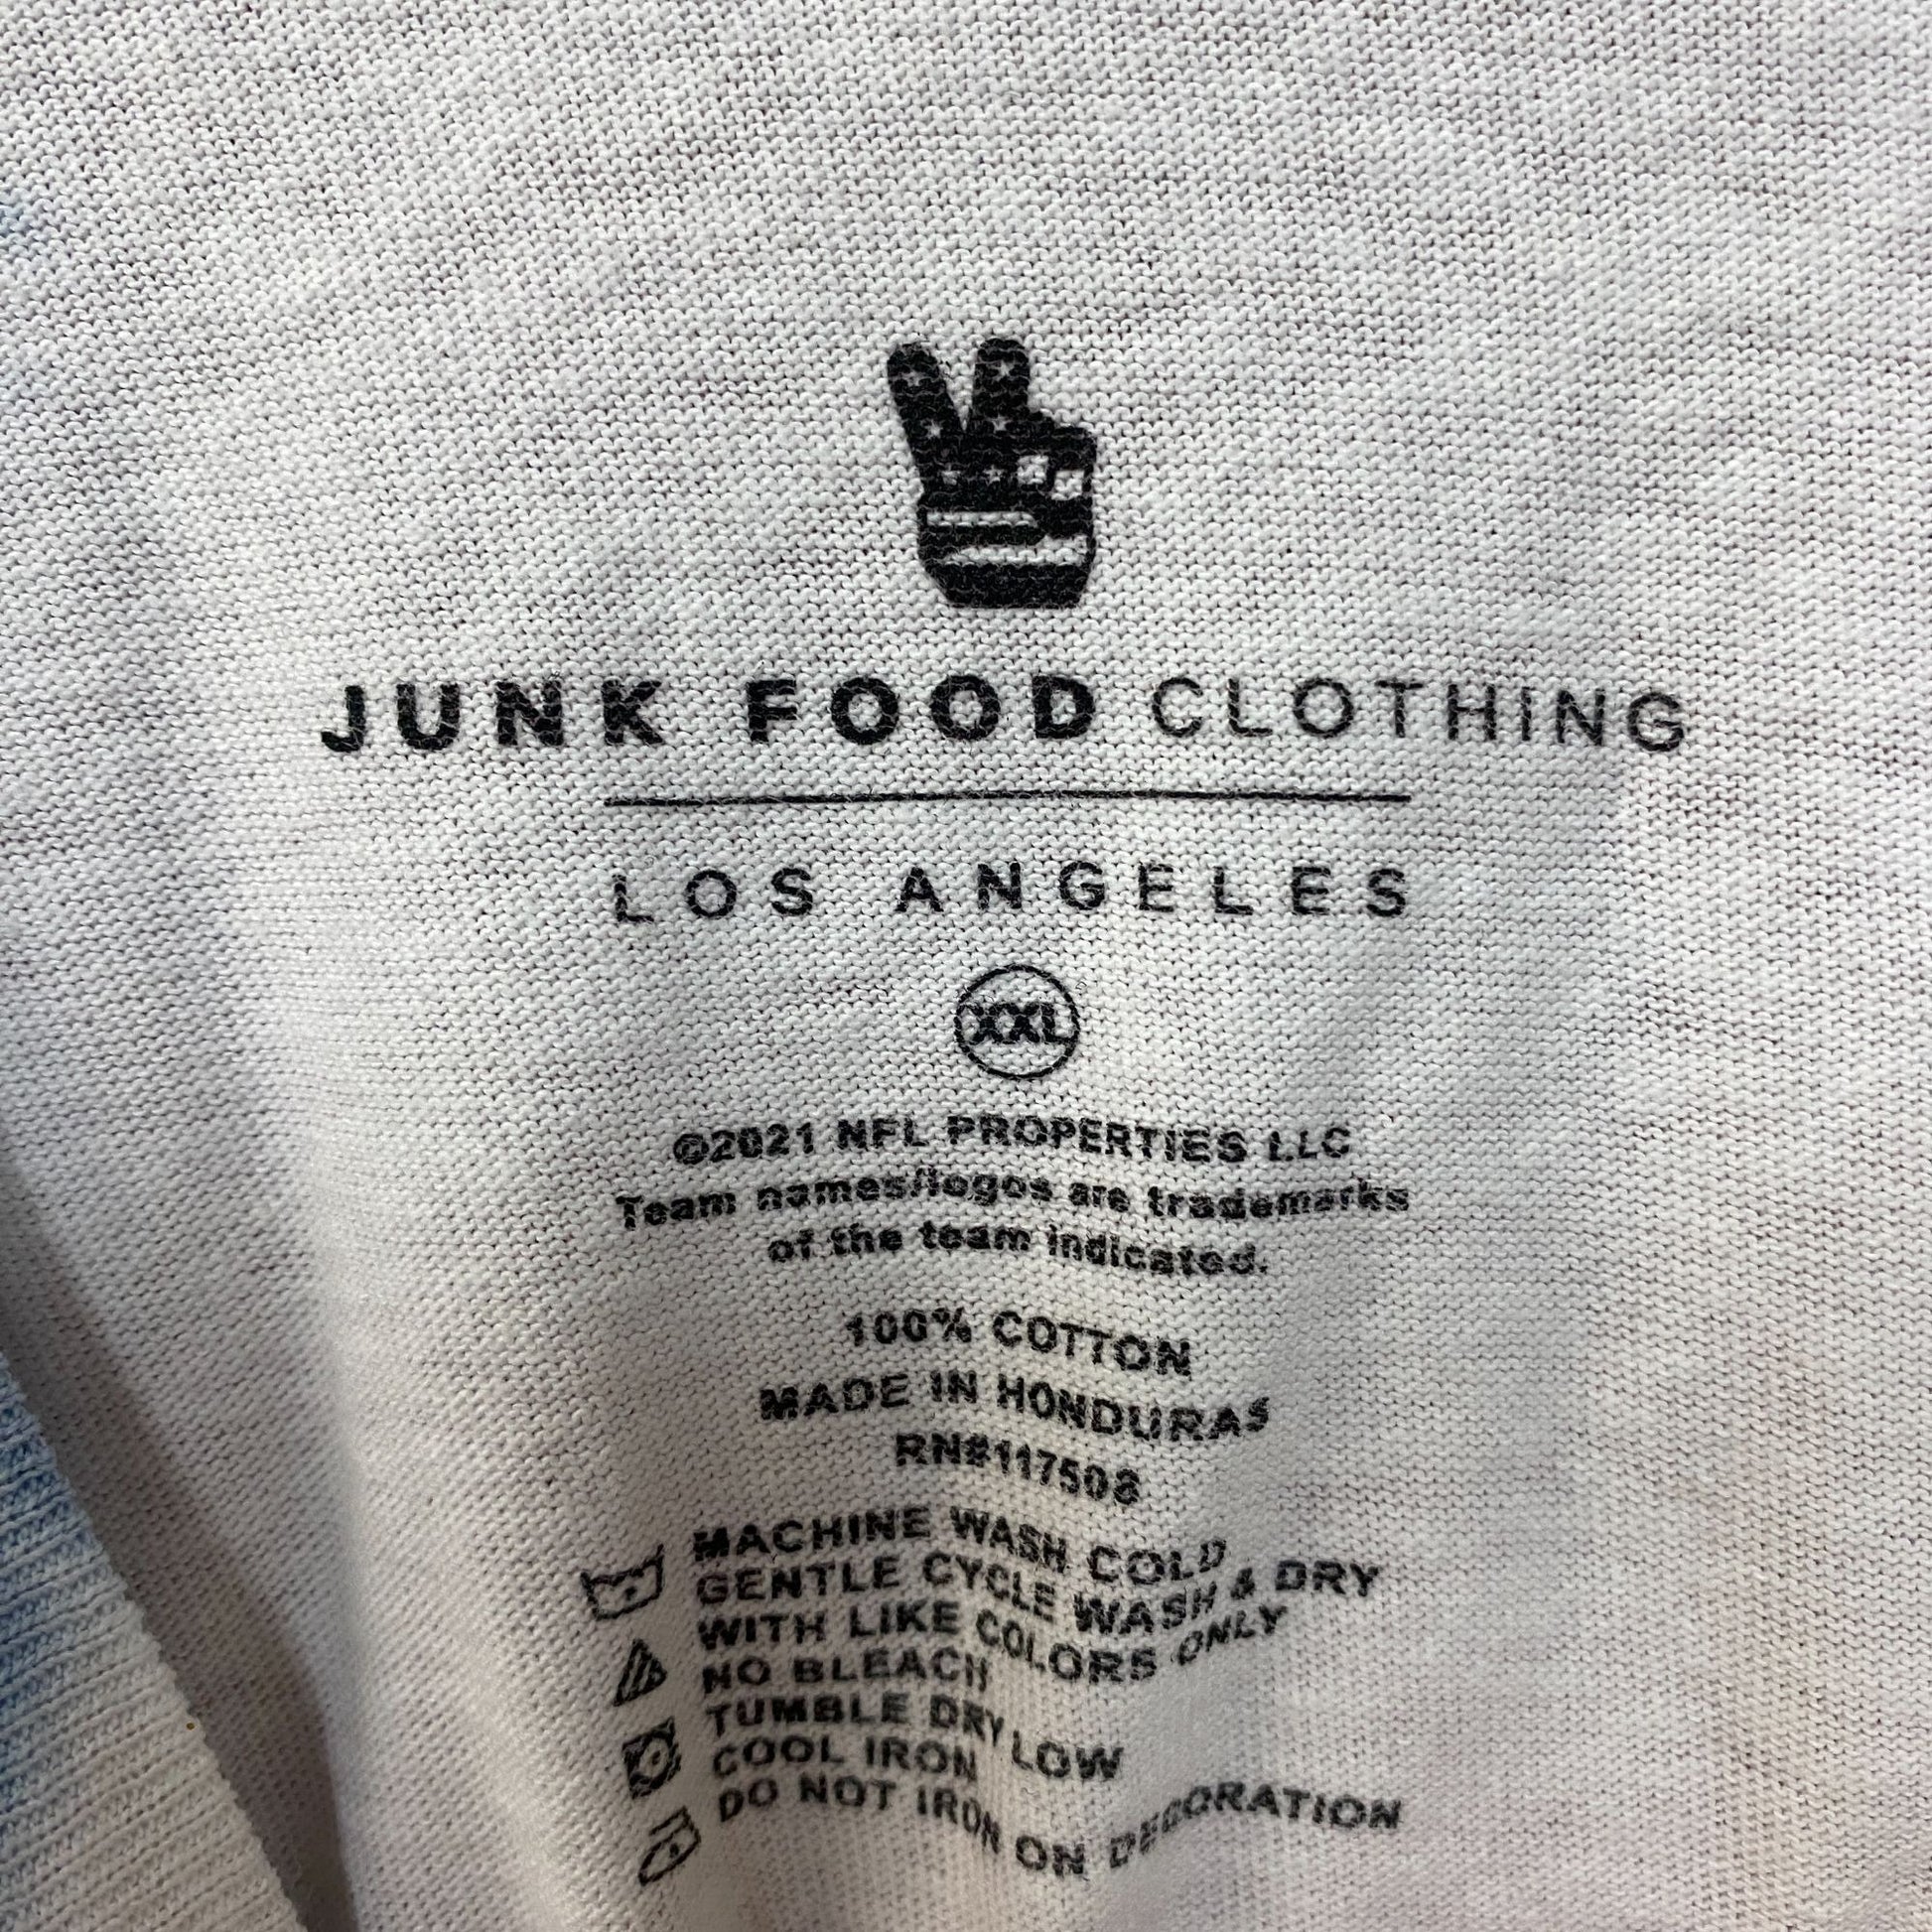 JUNK FOOD CLOTHING
LOS ANGELES
XXL
©2021 NFL PROPERTIES LLC
Team names/logos are trademarks
of the team indicated.
100% COTTON
MADE IN HONDURAS
RN#117508
MACHINE WASH COLD
GENTLE CYCLE WASH & DRY
WITH LIKE COLORS ONLY
NO BLEACH
TUMBLE DRY LOW
COOL IRON
DO NOT IRON ON DECORATION